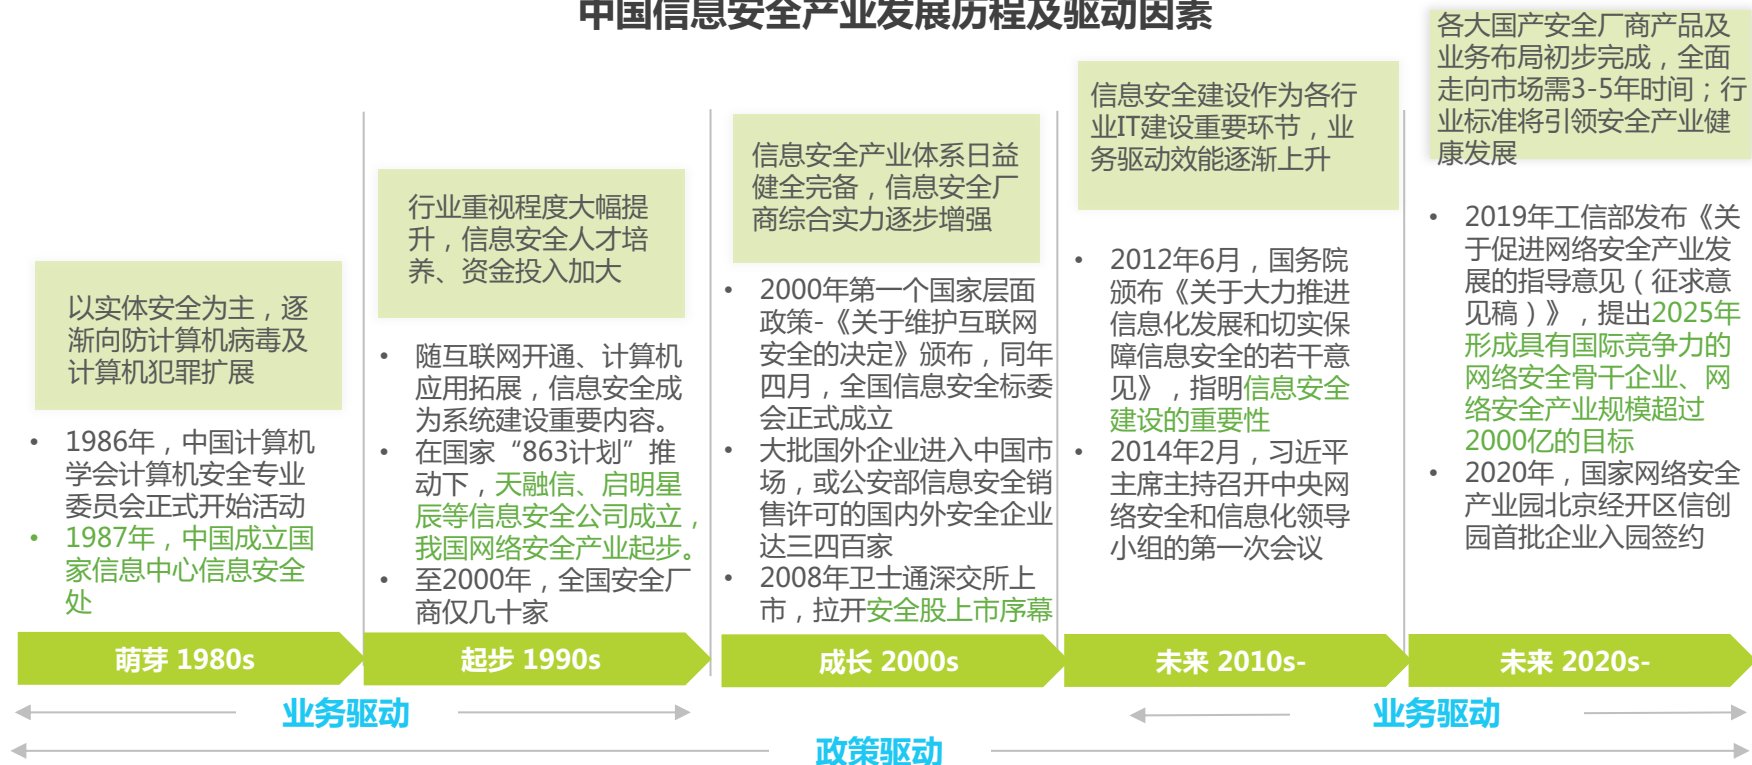 中国信息安全产业发展历程及驱动因素
以实体安全为主，逐
渐向防计算机病毒及
计算机犯罪扩展
• 1986年，中国计算机
学会计算机安全专业
委员会正式开始活动
• 1987年，中国成立国
家信息中心信息安全
处
萌芽 1980s
行业重视程度大幅提
升，信息安全人才培
养、资金投入加大
• 随互联网开通、计算机
应用拓展，信息安全成
为系统建设重要内容。
• 在国家“863计划”推
动下，天融信、启明星
辰等信息安全公司成立，
我国网络安全产业起步。
• 至2000年，全国安全厂
商仅几十家
起步 1990s
信息安全产业体系日益
健全完备，信息安全厂
商综合实力逐步增强
• 2000年第一个国家层面
政策-《关于维护互联网
安全的决定》颁布，同年
四月，全国信息安全标委
会正式成立
• 大批国外企业进入中国市
场，或公安部信息安全销
售许可的国内外安全企业
达三四百家
• 2008年卫士通深交所上
市，拉开安全股上市序幕
成长 2000s
信息安全建设作为各行
业IT建设重要环节，业
务驱动效能逐渐上升
• 2012年6月，国务院
颁布《关于大力推进
信息化发展和切实保
障信息安全的若干意
见》，指明信息安全
建设的重要性
• 2014年2月，习近平
主席主持召开中央网
络安全和信息化领导
小组的第一次会议
未来 2010s-
各大国产安全厂商产品及
业务布局初步完成，全面
走向市场需3-5年时间；行
业标准将引领安全产业健
康发展
• 2019年工信部发布《关
于促进网络安全产业发
展的指导意见（征求意
见稿）》，提出2025年
形成具有国际竞争力的
网络安全骨干企业、网
络安全产业规模超过
2000亿的目标
• 2020年，国家网络安全
产业园北京经开区信创
园首批企业入园签约
未来 2020s-
业务驱动
业务驱动
政策驱动